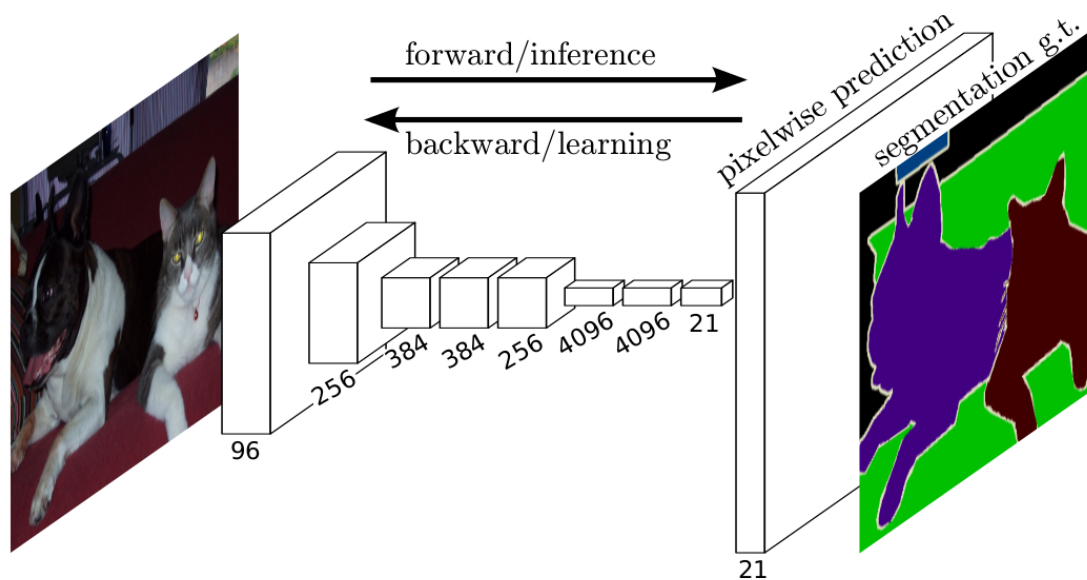 forward/inference
backward/learning
pixelwise prediction
segmentation g.t.
96
256
384
384
256
4096
4096
21
21